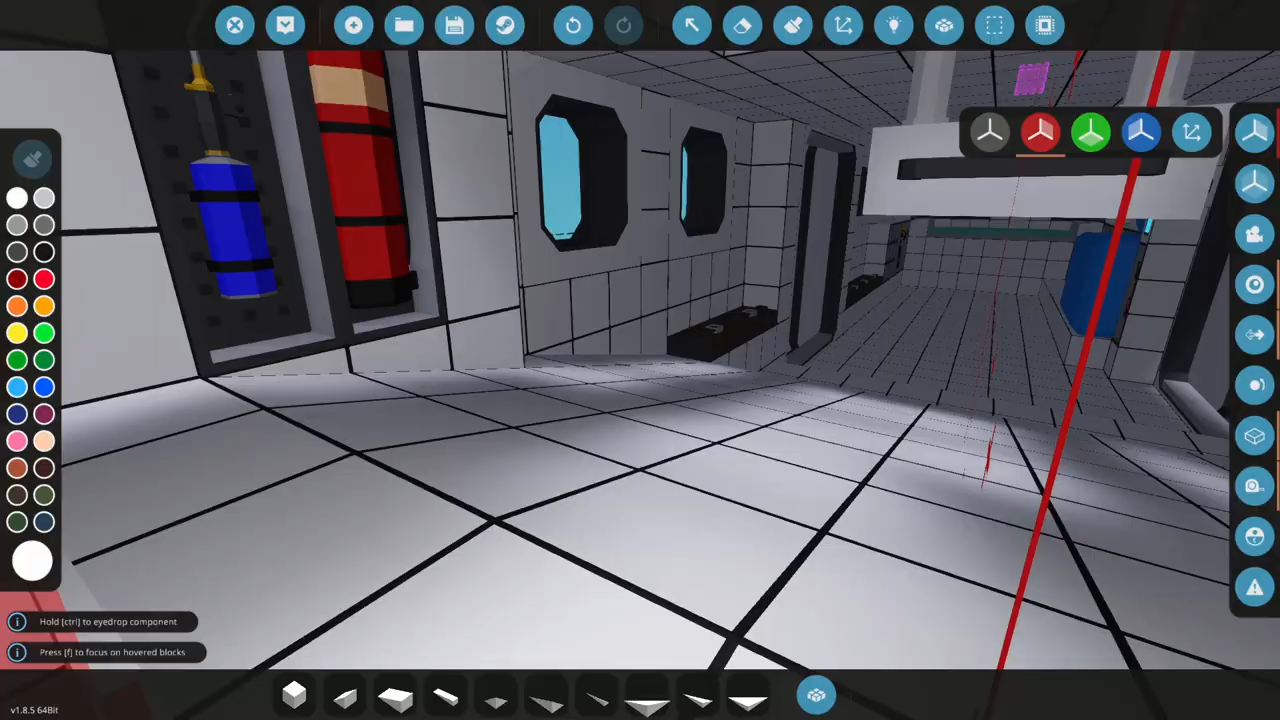 Hold [ctrl] to eyedrop component
Press [f] to focus on hovered blocks
v1.8.5 64Bit